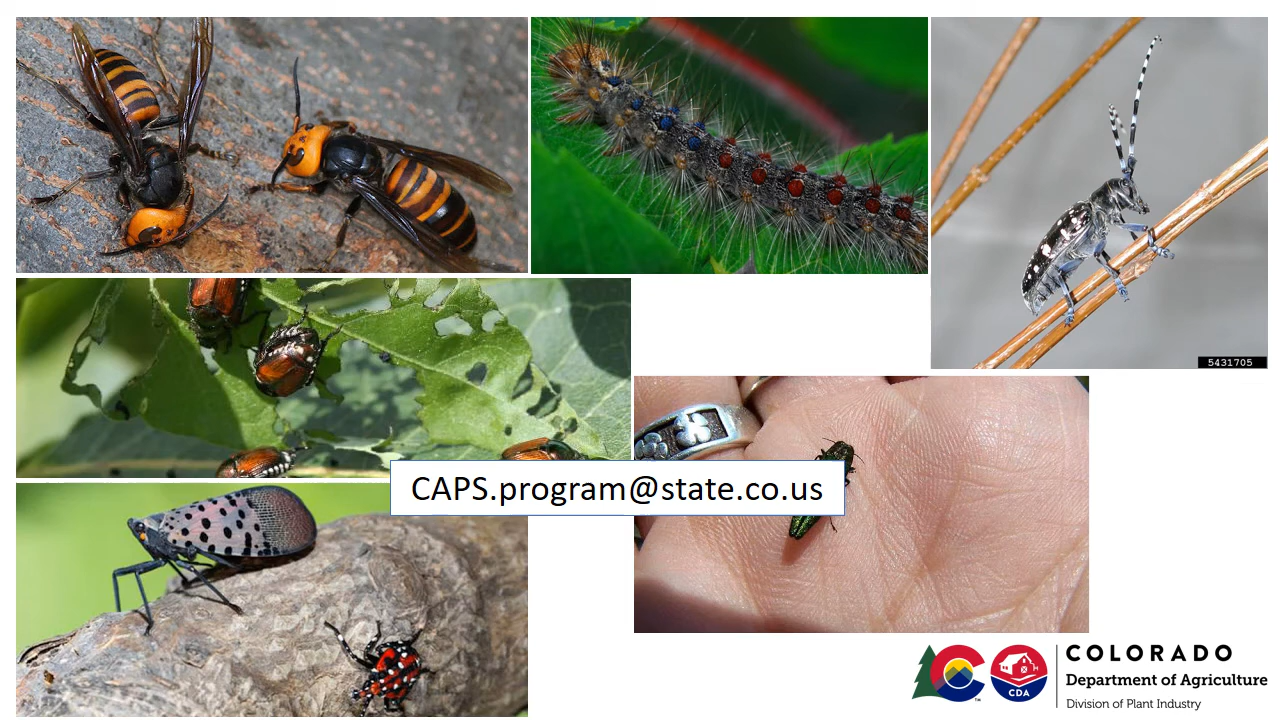 5431705
CAPS.program@state.co.us
CDA
COLORADO
Department of Agriculture
Division of Plant Industry